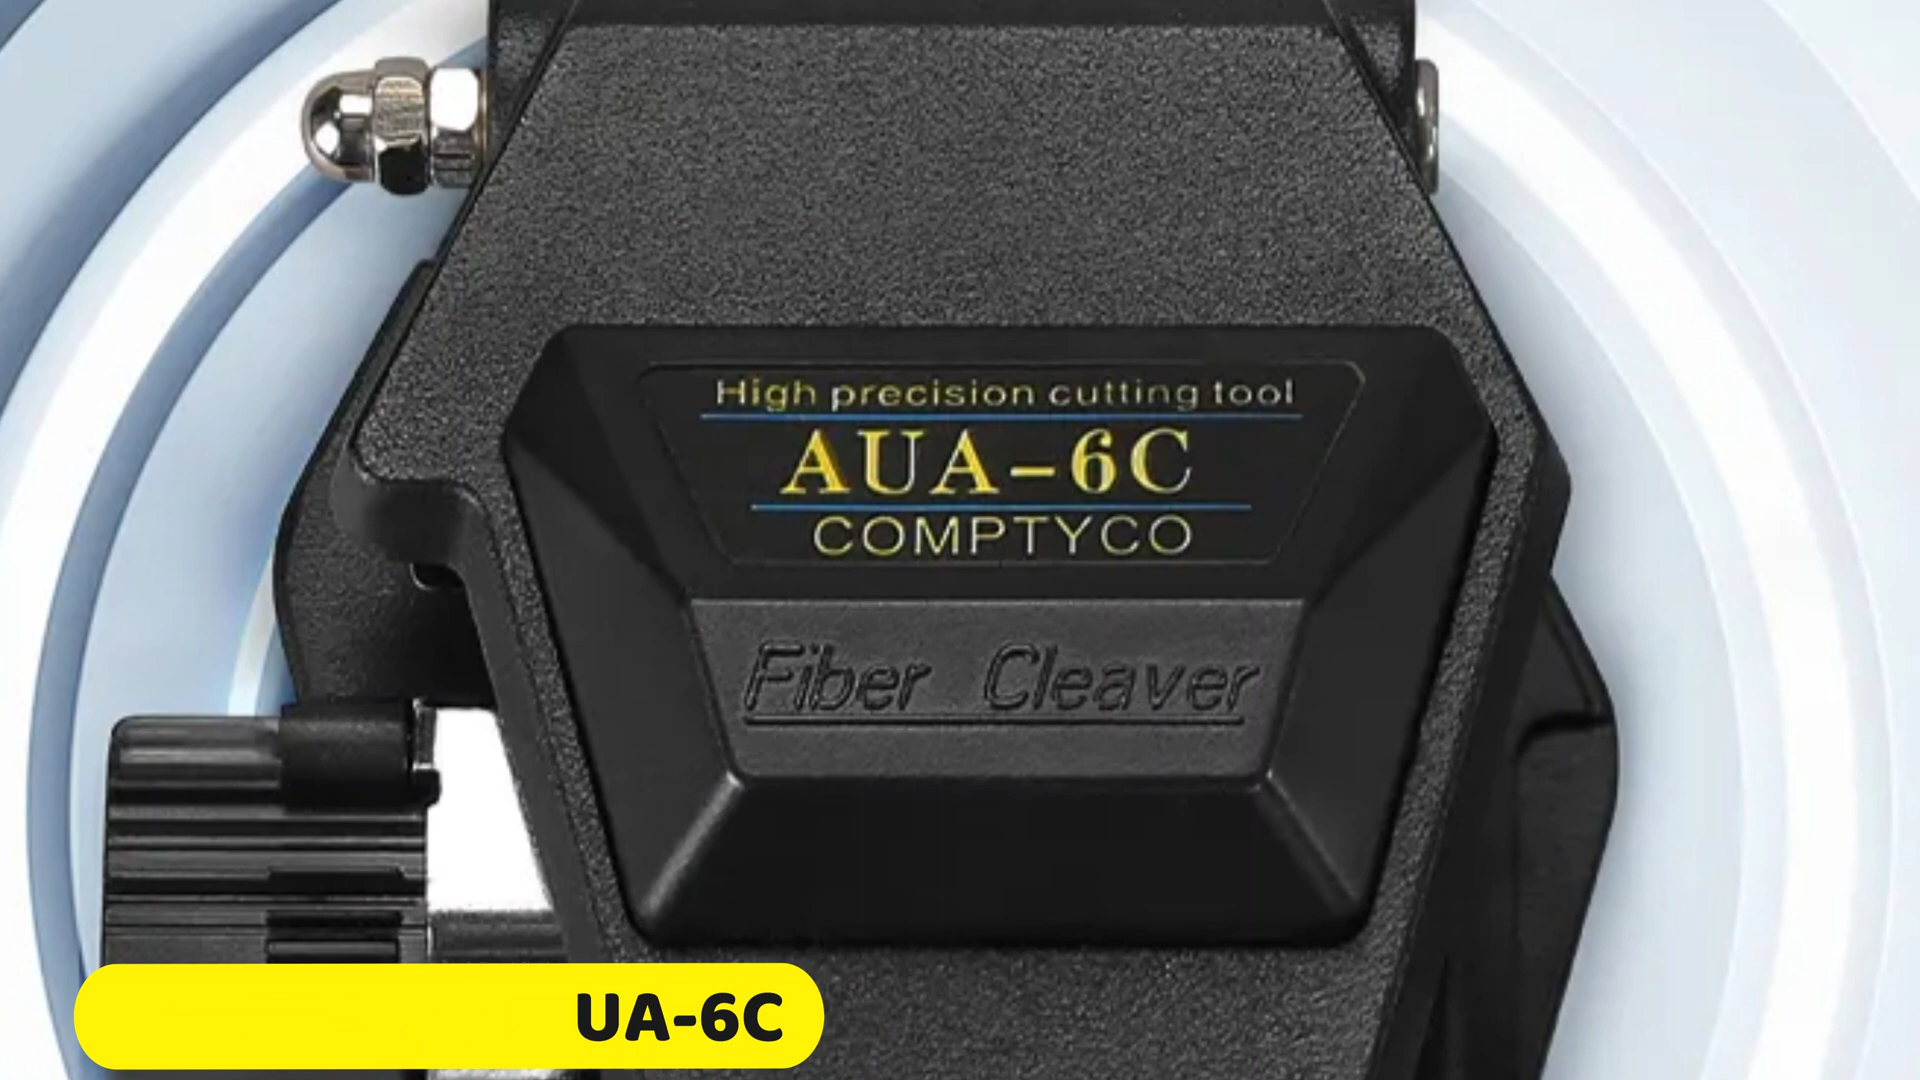 High precision cutting tool
AUA-6C
COMPTYCO
Fiber Cleaver
UA-6C